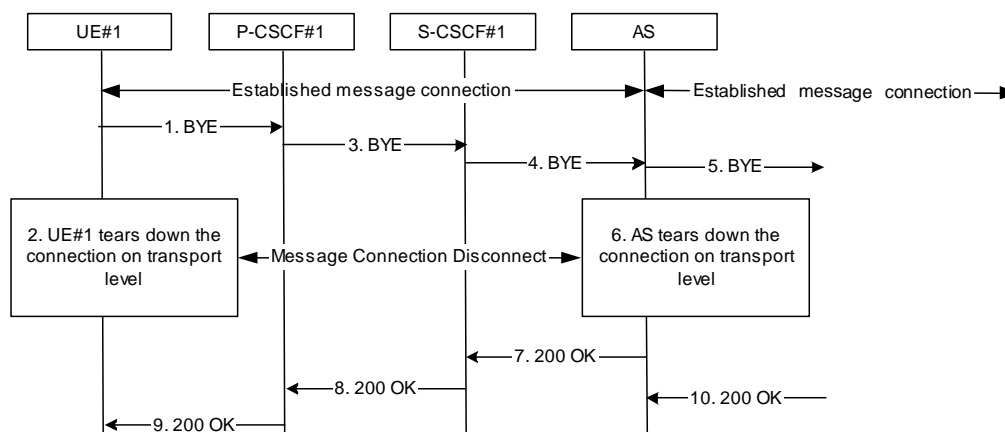 UE#1
P-CSCF#1
S-CSCF#1
AS
Established message connection
Established message connection
1. BYE
3. BYE
4. BYE
5. BYE
2. UE#1 tears down the
connection on transport
level
Message Connection Disconnect
6. AS tears down the
connection on transport
level
7. 200 OK
8. 200 OK
10. 200 OK
9. 200 OK